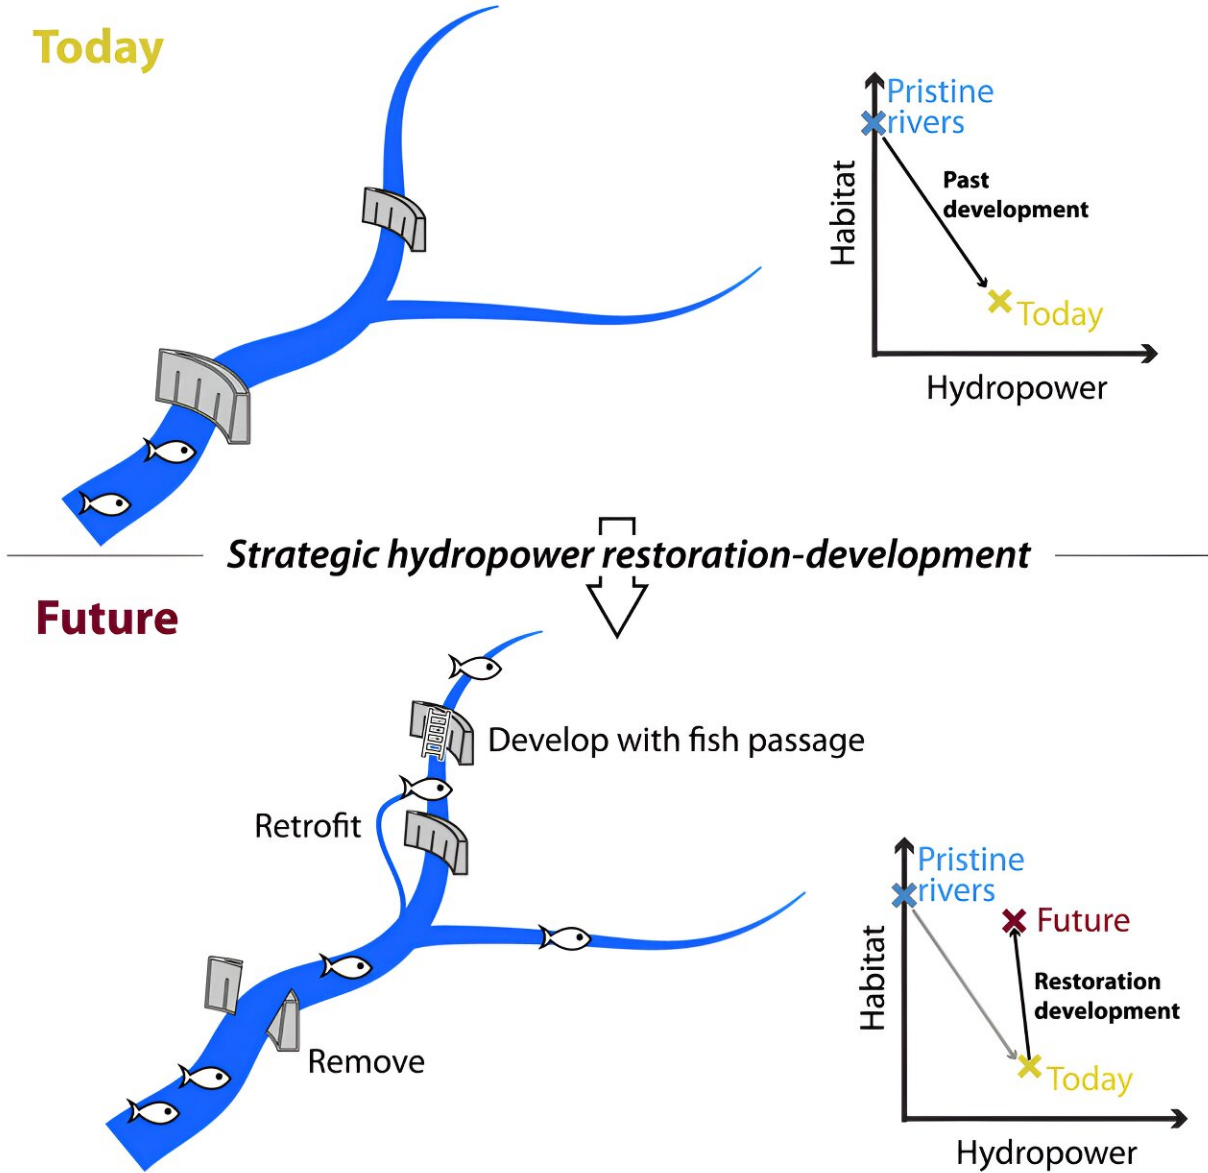 Today
Pristine
rivers
Past
development
Habitat
Today
Hydropower
Strategic hydropower restoration-development
Future
Develop with fish passage
Retrofit
Remove
Pristine
rivers
Future
Restoration
development
Habitat
Today
Hydropower